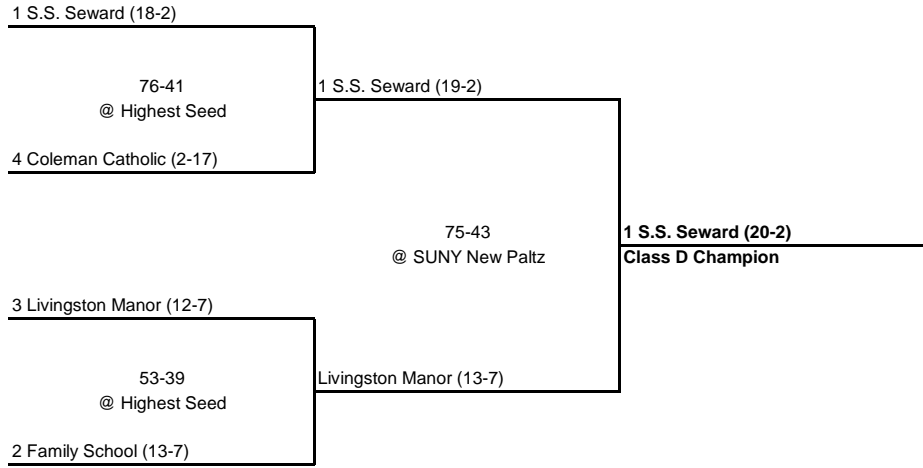 1 S.S. Seward (18-2)
76-41
@ Highest Seed
1 S.S. Seward (19-2)
4 Coleman Catholic (2-17)
75-43
@ SUNY New Paltz
1 S.S. Seward (20-2)
Class D Champion
3 Livingston Manor (12-7)
53-39
@ Highest Seed
Livingston Manor (13-7)
2 Family School (13-7)